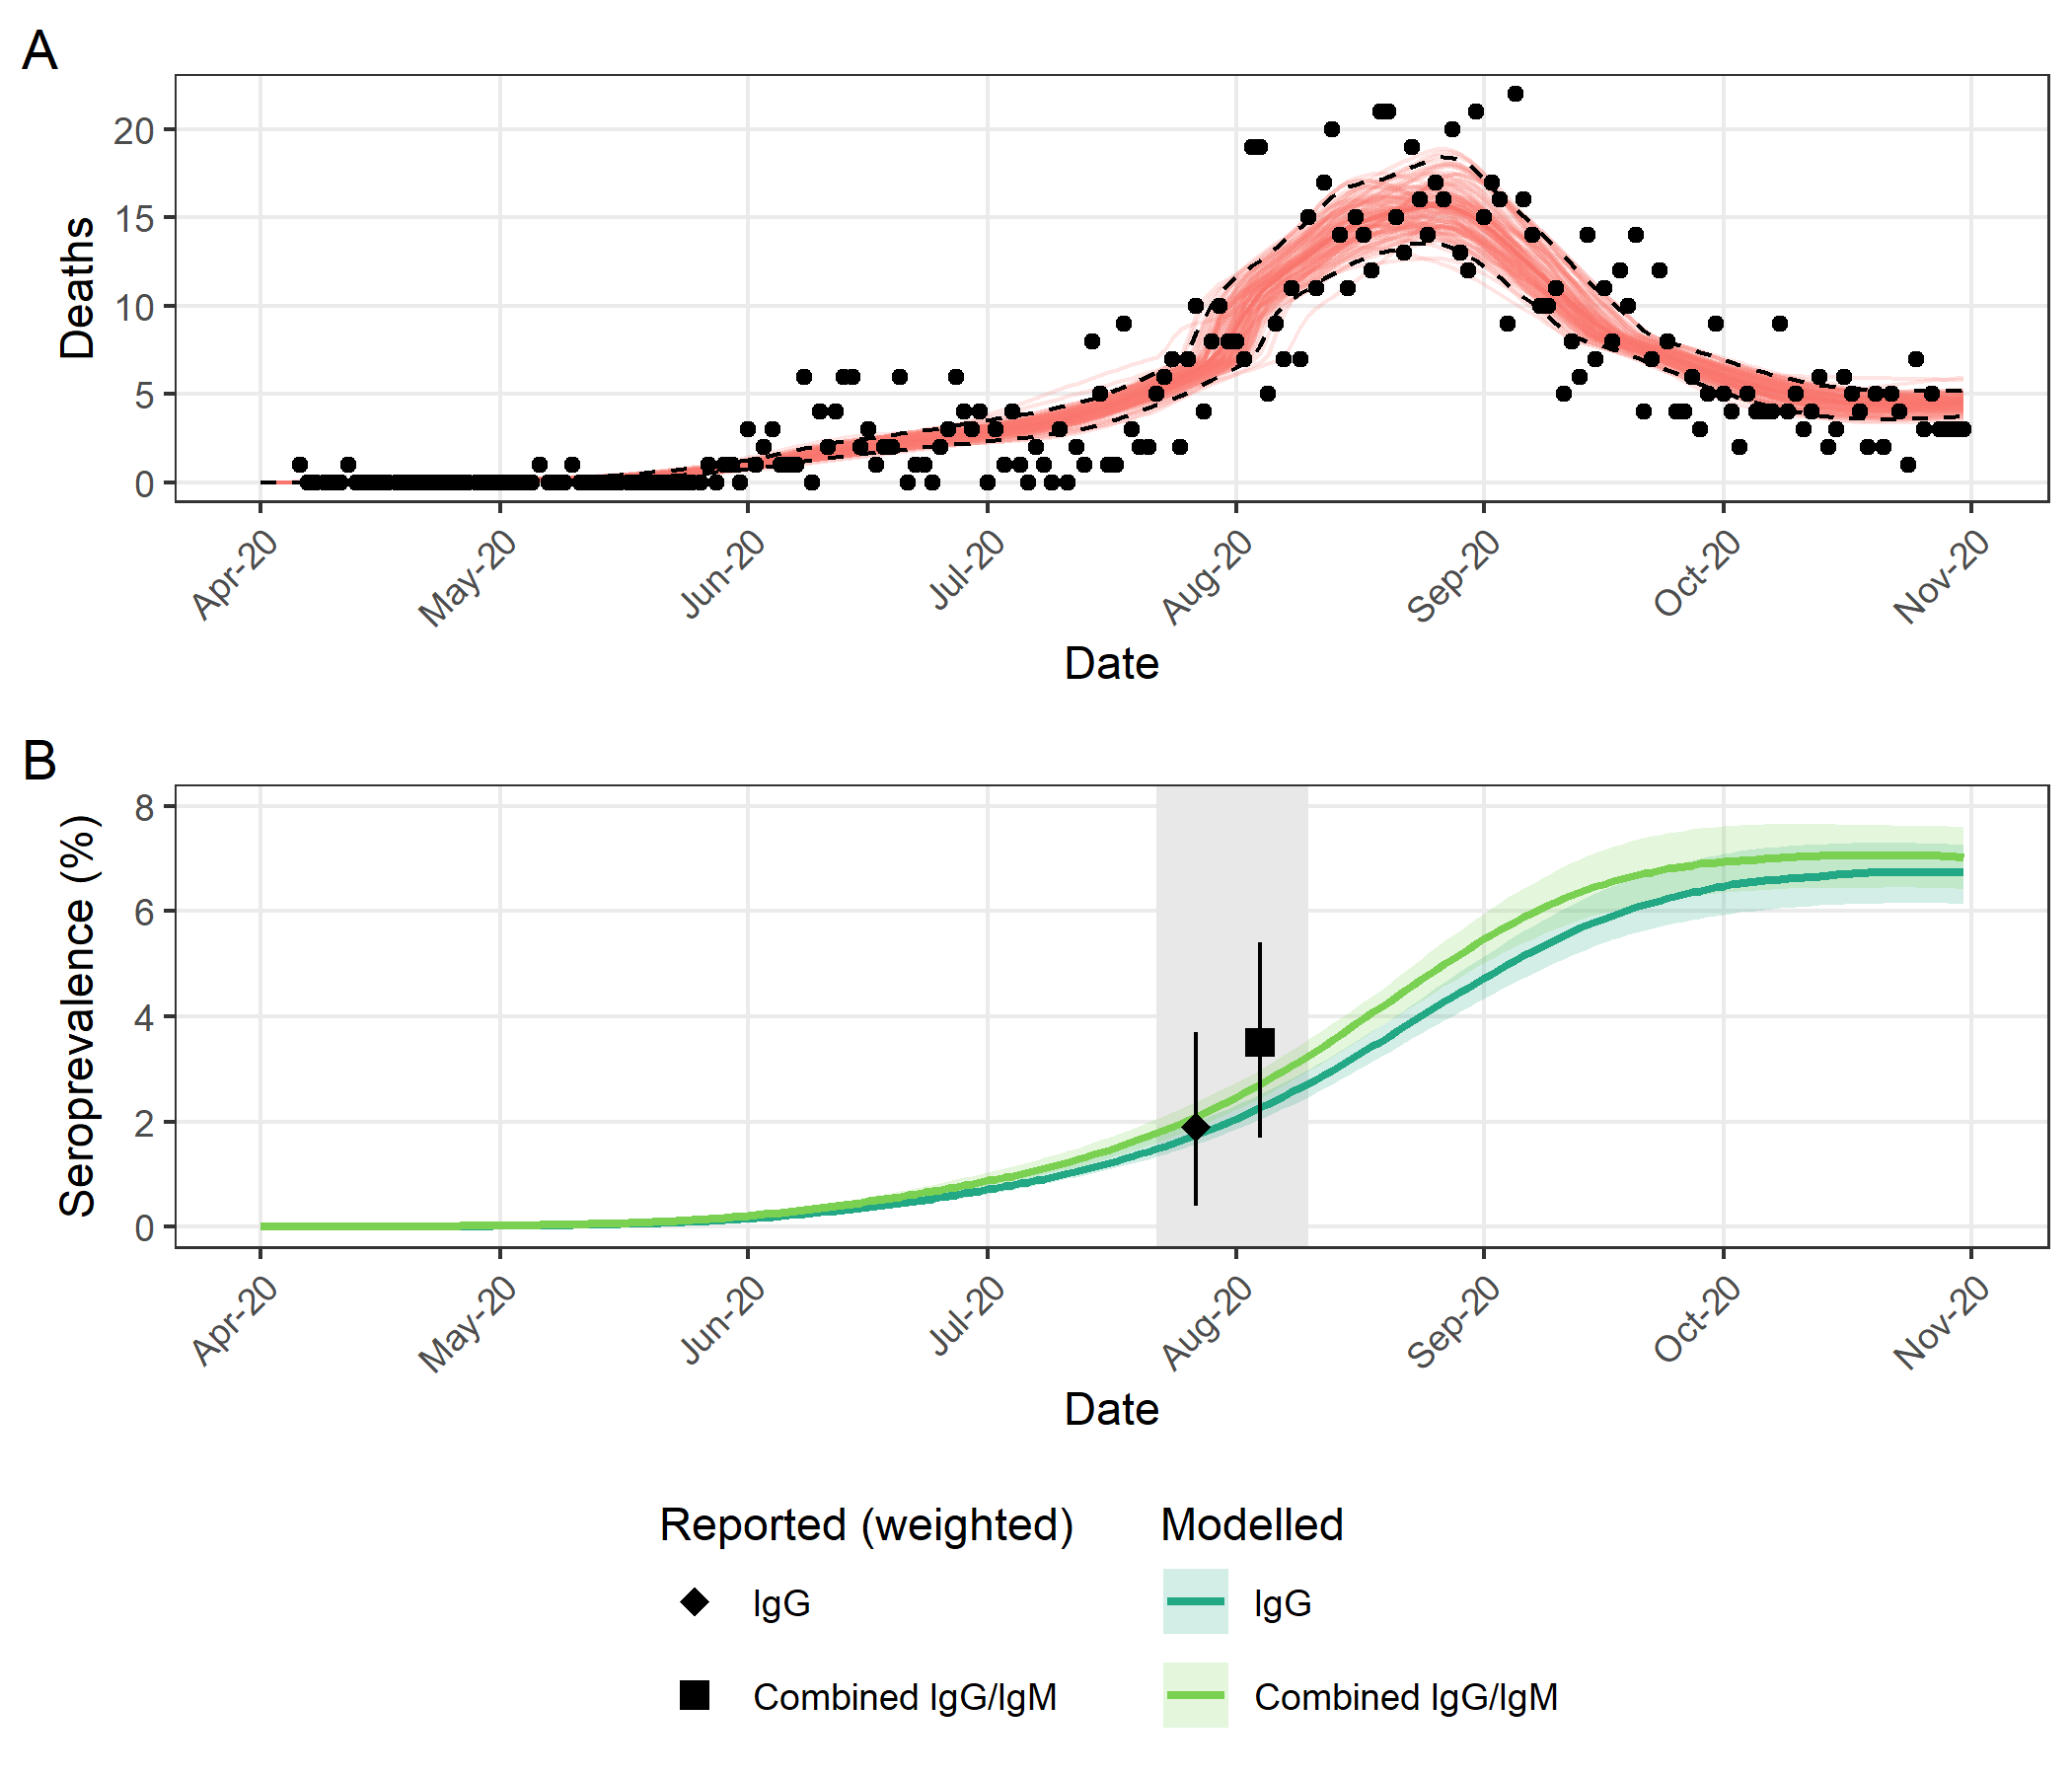 A
Deaths
20
15
10
5
0
Apr-20
May-20
Jun-20
Jul-20
Aug-20
Sep-20
Oct-20
Nov-20
Date
B
Seroprevalence (%)
8
6
4
2
0
Apr-20
May-20
Jun-20
Jul-20
Aug-20
Sep-20
Oct-20
Nov-20
Date
Reported (weighted)
IgG
Combined IgG/IgM
Modelled
IgG
Combined IgG/IgM